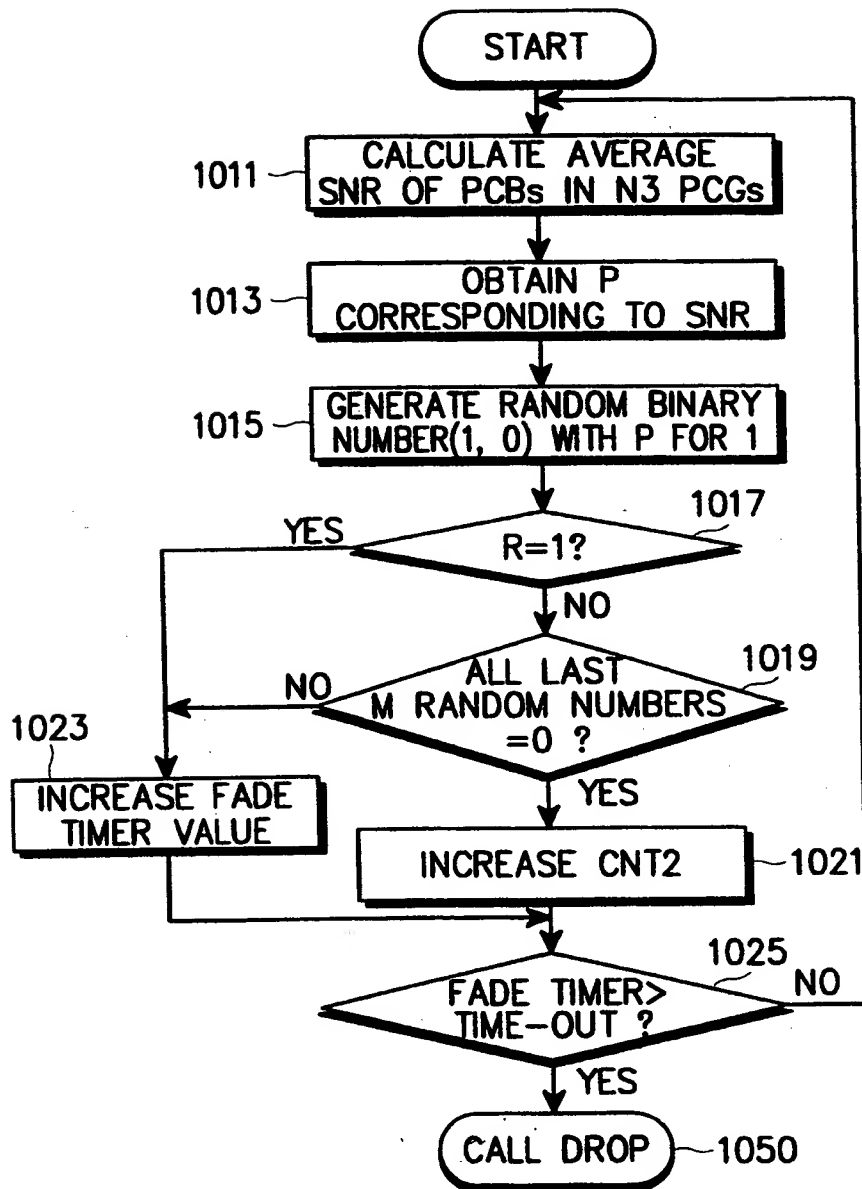 START
1011
CALCULATE AVERAGE
SNR OF PCBs IN N3 PCGs
1013
OBTAIN P
CORRESPONDING TO SNR
1015
GENERATE RANDOM BINARY
NUMBER(1, 0) WITH P FOR 1
1017
YES
R=1?
NO
1019
NO
ALL LAST
M RANDOM NUMBERS
=0 ?
YES
1023
INCREASE FADE
TIMER VALUE
INCREASE CNT2
1021
1025
FADE TIMER>
TIME-OUT ?
NO
YES
CALL DROP
1050